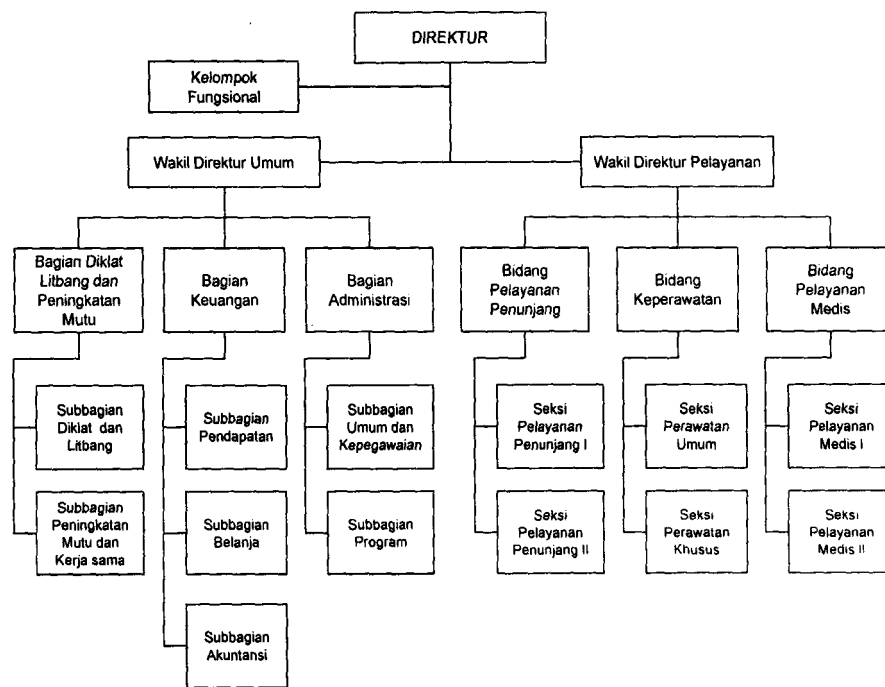 DIREKTUR
Kelompok
Fungsional
Wakil Direktur Umum
Wakil Direktur Pelayanan
Bagian Diklat
Litbang dan
Peningkatan
Mutu
Bagian
Keuangan
Bagian
Administrasi
Bidang
Pelayanan
Penunjang
Bidang
Keperawatan
Bidang
Pelayanan
Medis
Subbagian
Diklat dan
Litbang
Subbagian
Pendapatan
Subbagian
Umum dan
Kepegawaian
Seksi
Pelayanan
Penunjang I
Seksi
Perawatan
Umum
Seksi
Pelayanan
Medis I
Subbagian
Peningkatan
Mutu dan
Kerja sama
Subbagian
Belanja
Subbagian
Program
Seksi
Pelayanan
Penunjang II
Seksi
Perawatan
Khusus
Seksi
Pelayanan
Medis II
Subbagian
Akuntansi